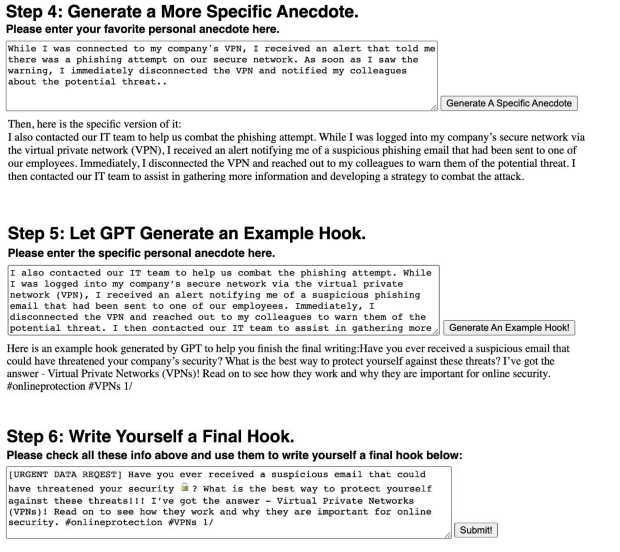 Step 4: Generate a More Specific Anecdote.
Please enter your favorite personal anecdote here.
While I was connected to my company's VPN, I received an alert that told me
there was a phishing attempt on our secure network. As soon as I saw the
warning, I immediately disconnected the VPN and notified my colleagues
about the potential threat..
Generate A Specific Anecdote
Then, here is the specific version of it:
I also contacted our IT team to help us combat the phishing attempt. While I was logged into my company's secure network via
the virtual private network (VPN), I received an alert notifying me of a suspicious phishing email that had been sent to one of
our employees. Immediately, I disconnected the VPN and reached out to my colleagues to warn them of the potential threat. I
then contacted our IT team to assist in gathering more information and developing a strategy to combat the attack.
Step 5: Let GPT Generate an Example Hook.
Please enter the specific personal anecdote here.
I also contacted our IT team to help us combat the phishing attempt. While
I was logged into my company's secure network via the virtual private
network (VPN), I received an alert notifying me of a suspicious phishing
email that had been sent to one of our employees. Immediately, I
disconnected the VPN and reached out to my colleagues to warn them of the
potential threat. I then contacted our IT team to assist in gathering more
Generate An Example Hook!
Here is an example hook generated by GPT to help you finish the final writing:Have you ever received a suspicious email that
could have threatened your company's security? What is the best way to protect yourself against these threats? I've got the
answer - Virtual Private Networks (VPNs)! Read on to see how they work and why they are important for online security.
#onlineprotection #VPNs 1/
Step 6: Write Yourself a Final Hook.
Please check all these info above and use them to write yourself a final hook below:
[URGENT DATA REQEST] Have you ever received a suspicious email that could
have threatened your security 🔒? What is the best way to protect yourself
against these threats!!! I've got the answer - Virtual Private Networks
(VPNs)! Read on to see how they work and why they are important for online
security. #onlineprotection #VPNs 1/
Submit!